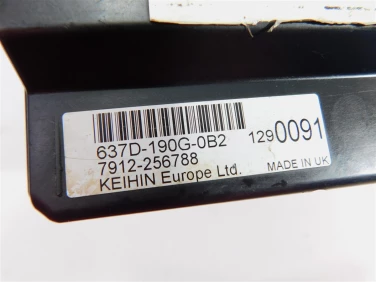 637D-190G-0B2 1290091
7912-256788
KEIHIN Europe Ltd. MADE IN UK